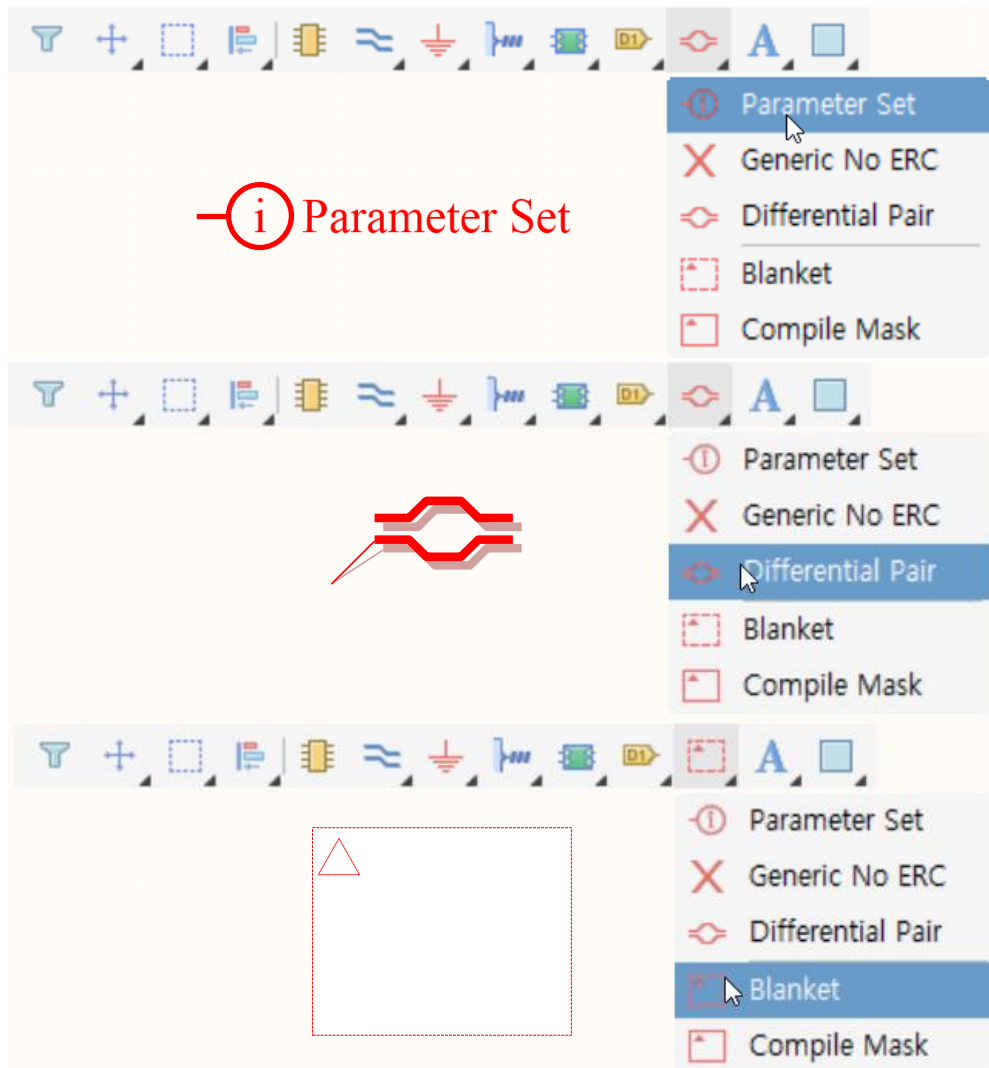 D1 A
Parameter Set
Generic No ERC
i Parameter Set
Differential Pair
Blanket
Compile Mask
D1 A
Parameter Set
Generic No ERC
Differential Pair
Blanket
Compile Mask
D1 A
Parameter Set
Generic No ERC
Differential Pair
Blanket
Compile Mask